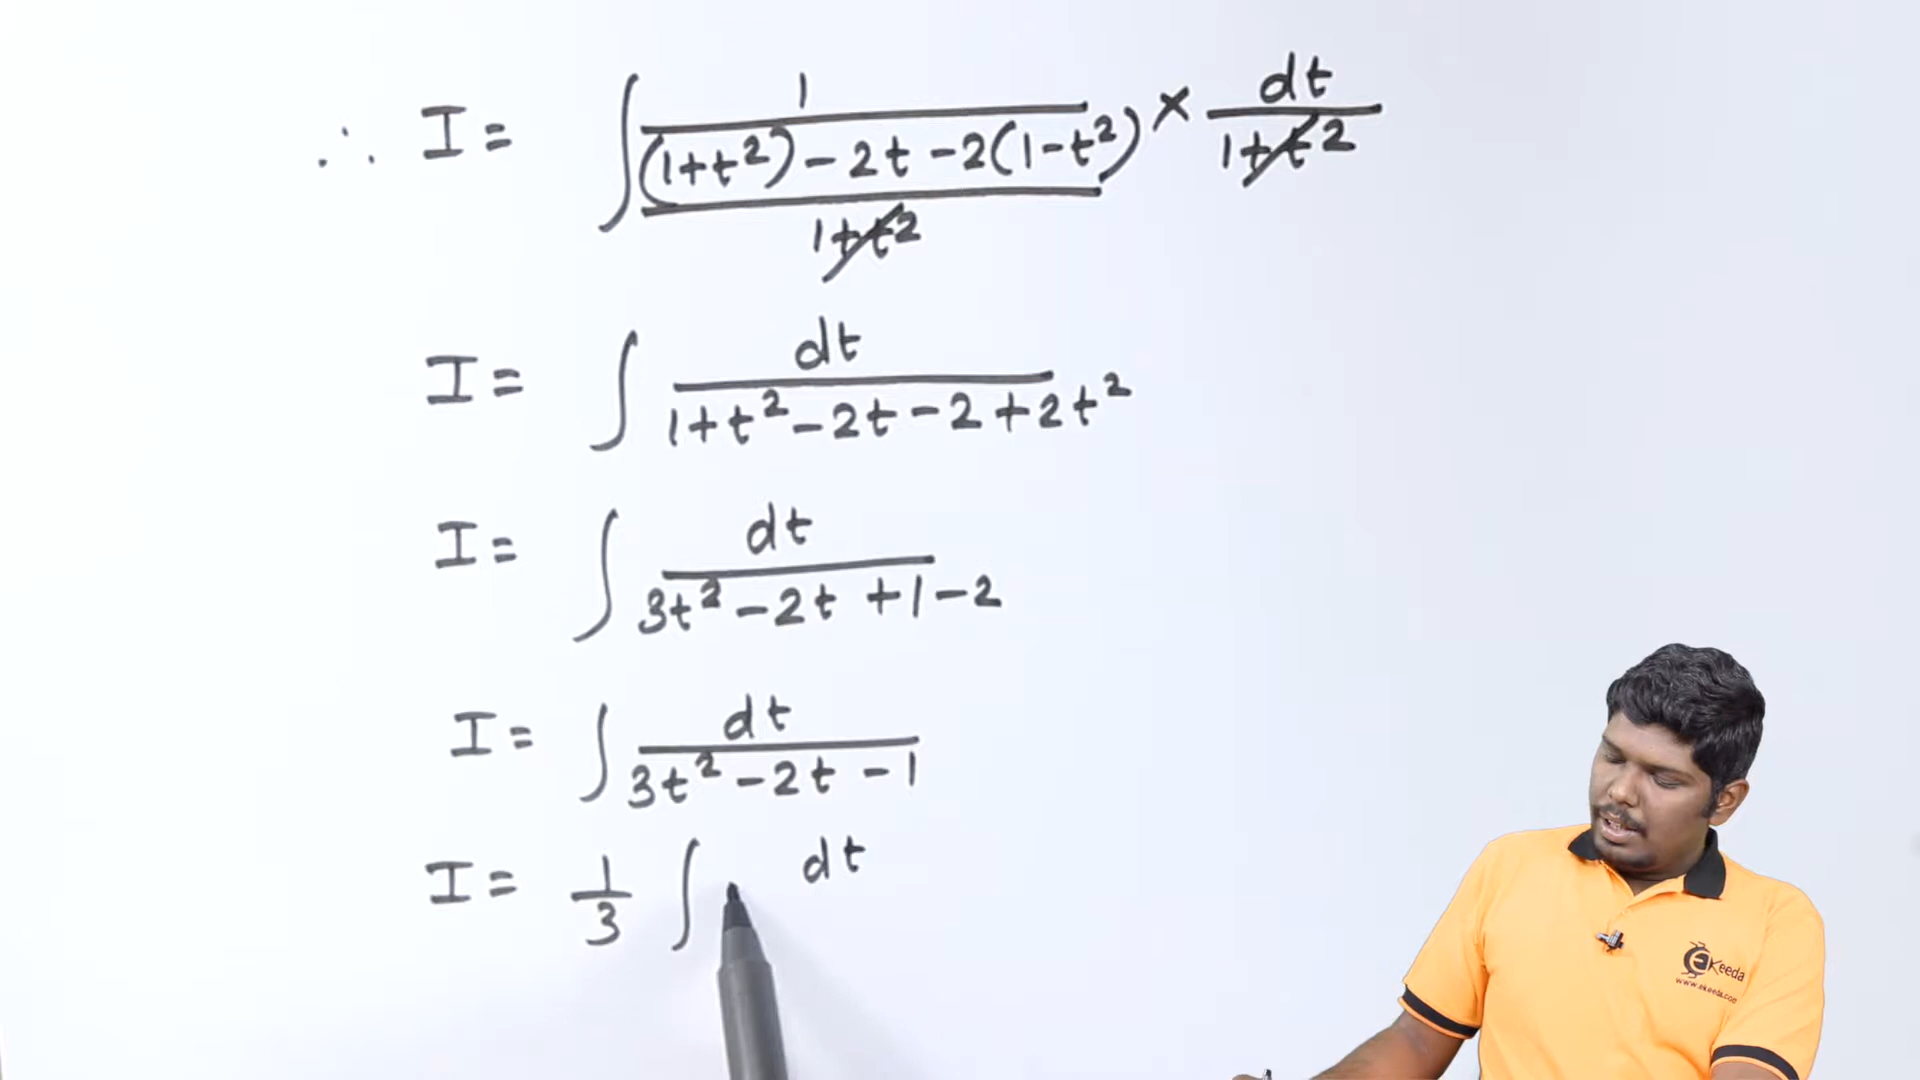 ∴ I = ∫ 1/(((1+t²) - 2t - 2(1-t²))/(1+t²)) × dt/(1+t²)
I = ∫ dt/(1+t² - 2t - 2 + 2t²)
I = ∫ dt/(3t² - 2t + 1 - 2)
I = ∫ dt/(3t² - 2t - 1)
I = 1/3 ∫ dt
eKeeda
www.ekeeda.com